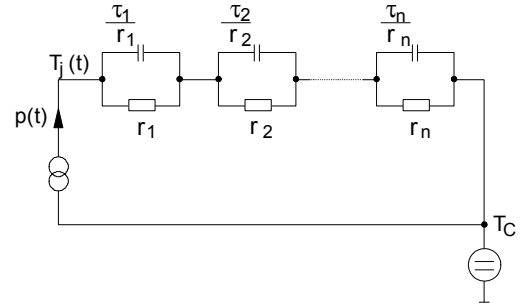 τ1/r1 τ2/r2 τn/rn
Tj(t)
r1 r2 rn
p(t)
TC